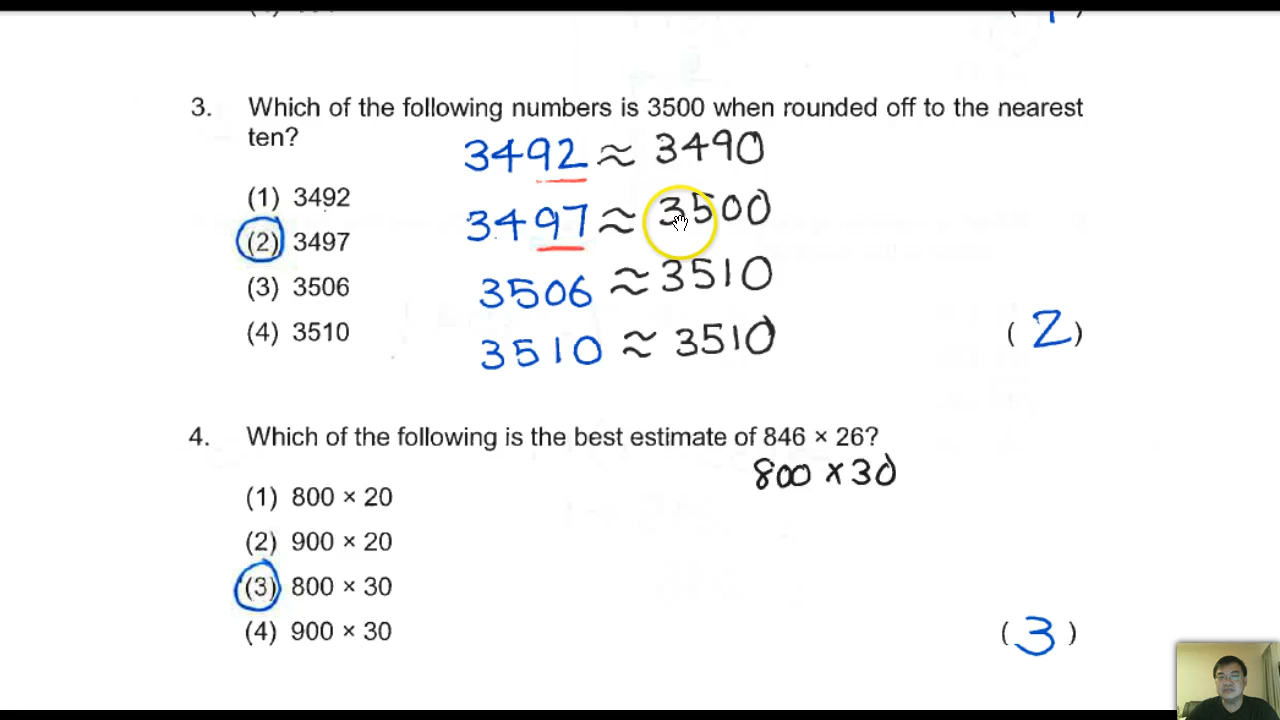 3. Which of the following numbers is 3500 when rounded off to the nearest
ten?
3492 ≈ 3490
(1) 3492
3497 ≈ 3500
(2) 3497
3506 ≈ 3510
(3) 3506
3510 ≈ 3510
(4) 3510
( 2 )
4. Which of the following is the best estimate of 846 × 26?
800 × 30
(1) 800 × 20
(2) 900 × 20
(3) 800 × 30
(4) 900 × 30
( 3 )